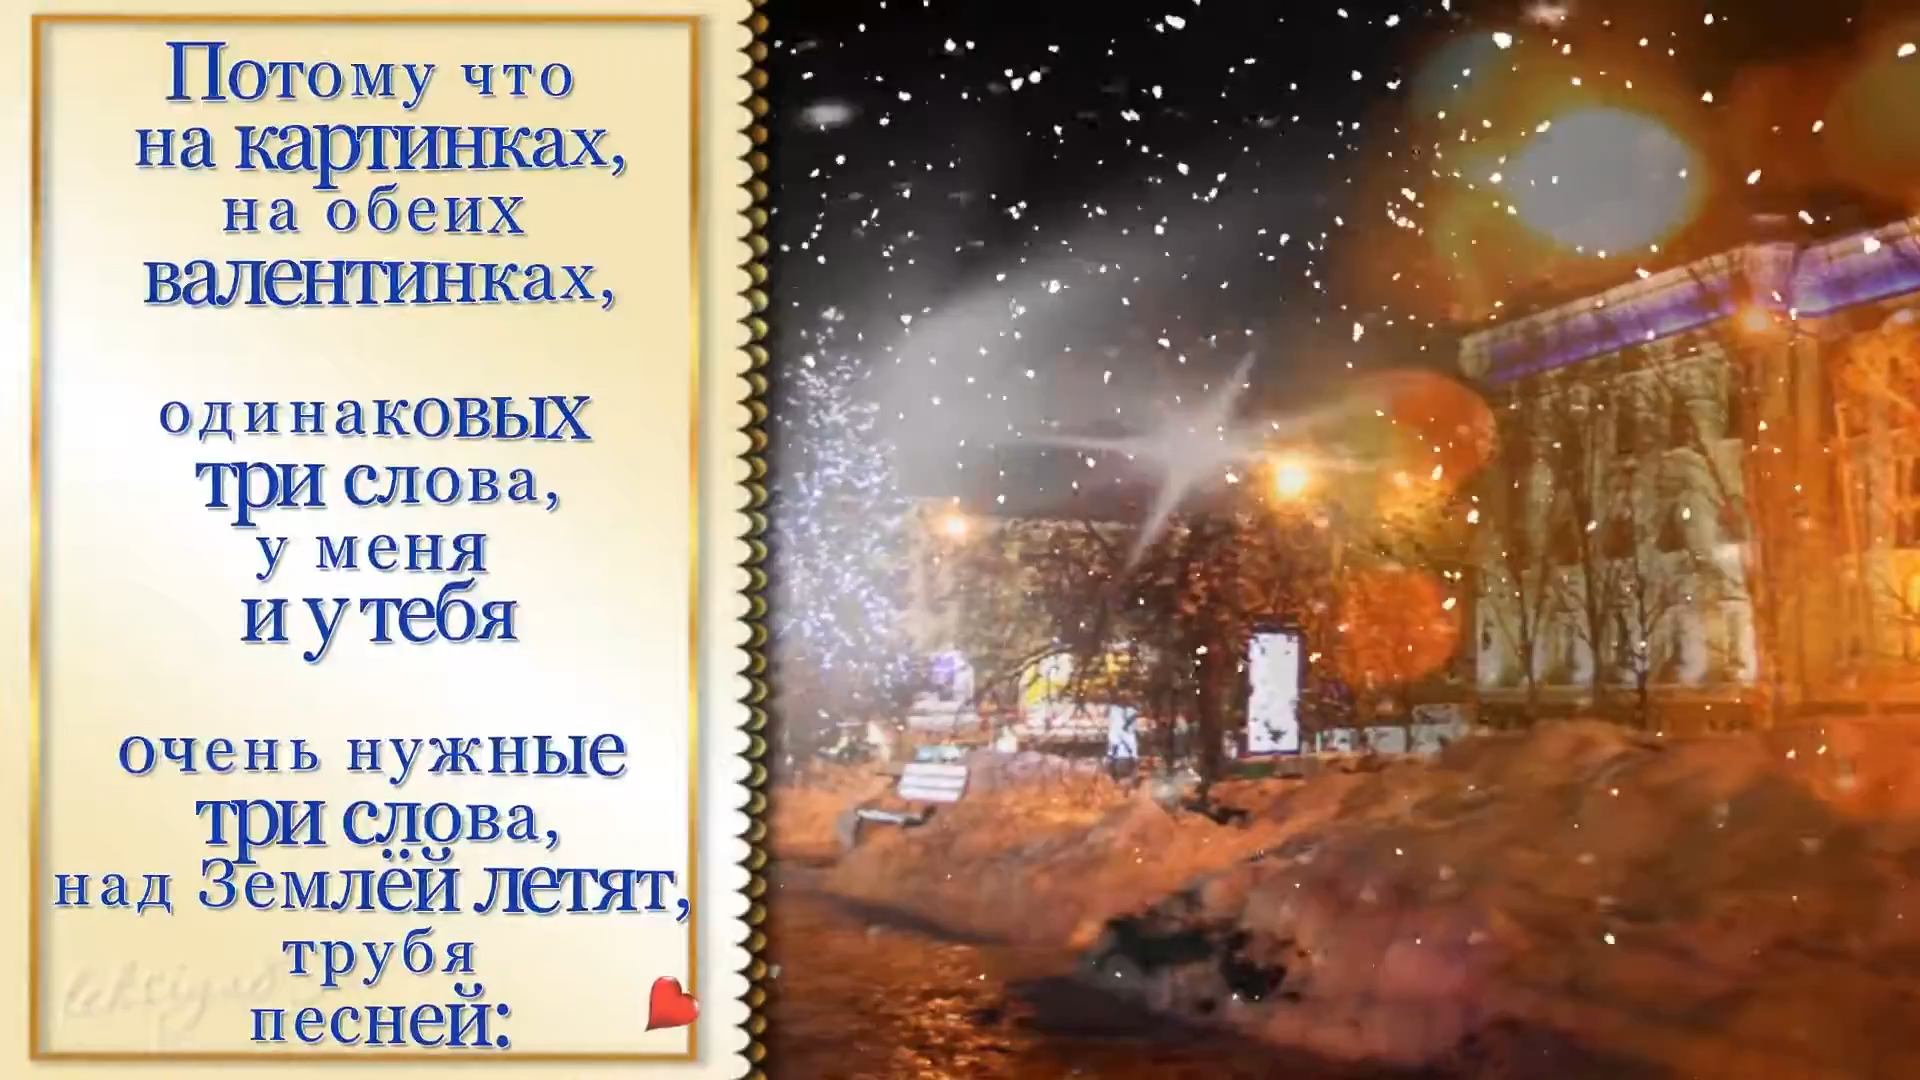 Потому что
на картинках,
на обеих
валентинках,
одинаковых
три слова,
у меня
и у тебя
очень нужные
три слова,
над Землёй летят,
трубя
песней: